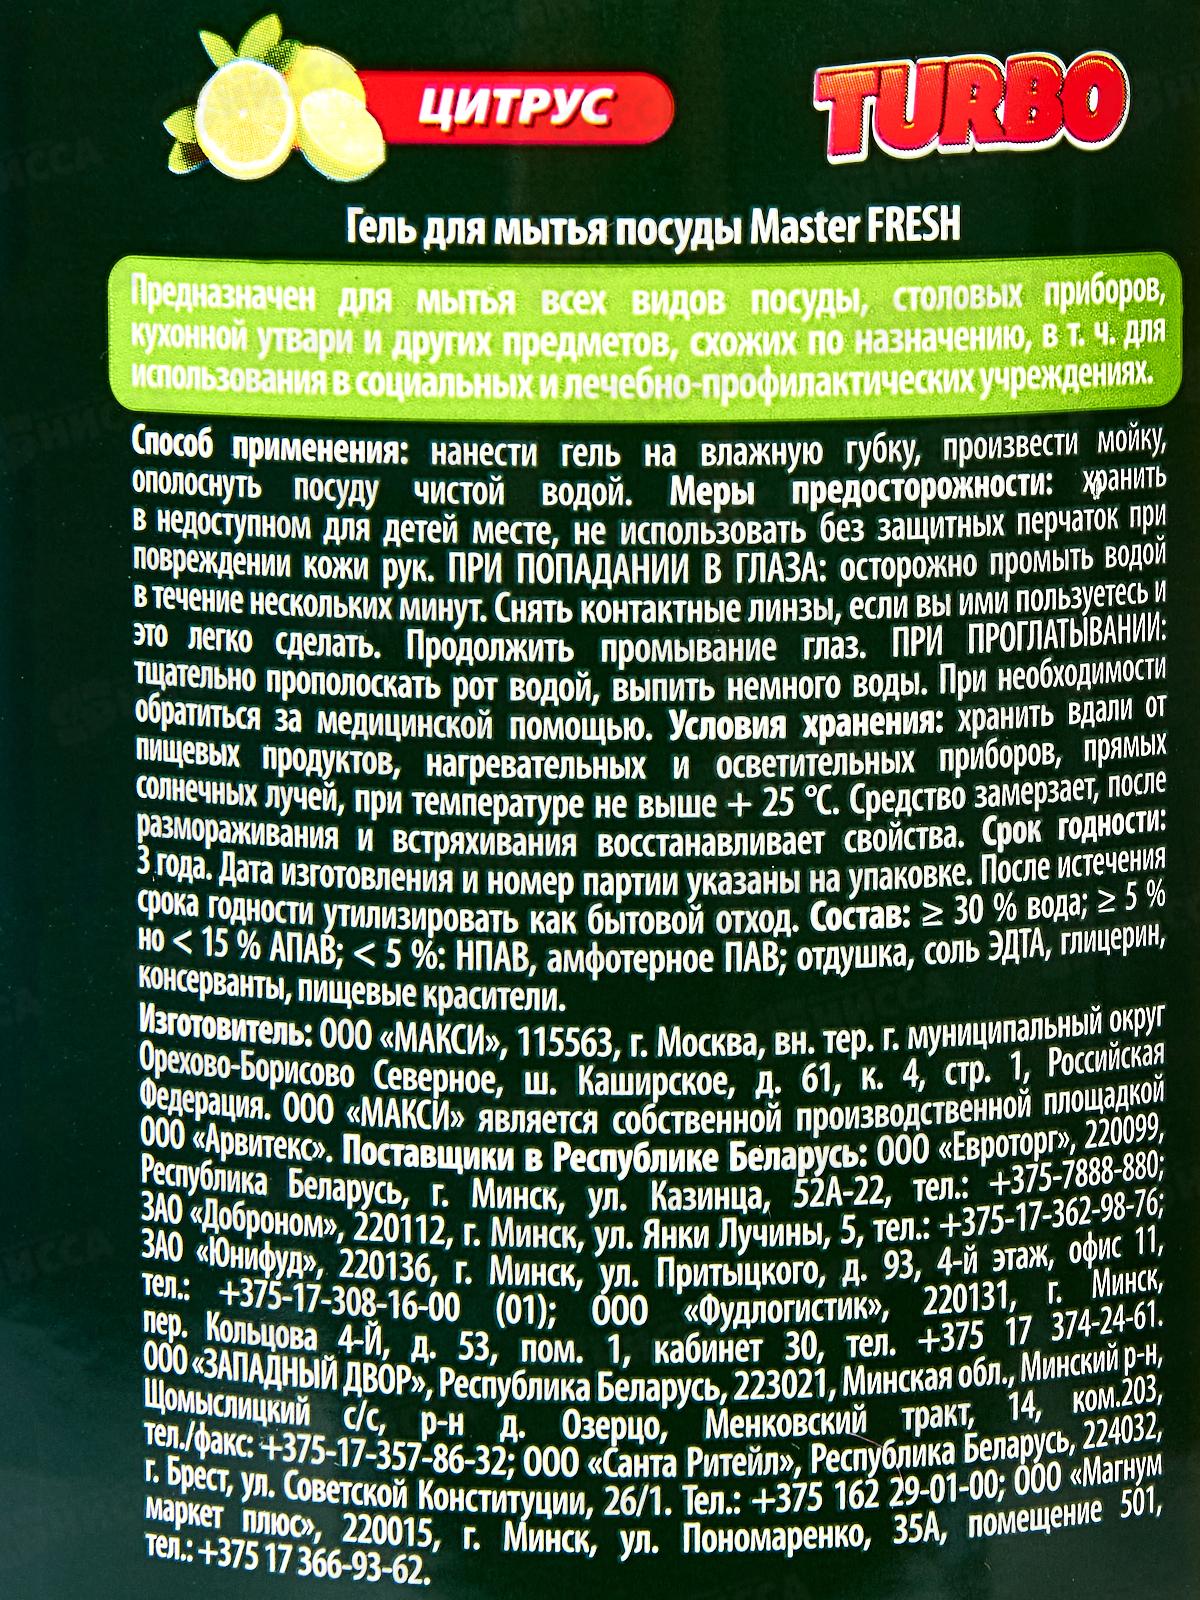 ЦИТРУС
TURBO
Гель для мытья посуды Master FRESH
Предназначен для мытья всех видов посуды, столовых приборов,
кухонной утвари и других предметов, схожих по назначению, в т. ч. для
использования в социальных и лечебно-профилактических учреждениях.
Способ применения: нанести гель на влажную губку, произвести мойку,
ополоснуть посуду чистой водой. Меры предосторожности: хранить
в недоступном для детей месте, не использовать без защитных перчаток при
повреждении кожи рук. ПРИ ПОПАДАНИИ В ГЛАЗА: осторожно промыть водой
в течение нескольких минут. Снять контактные линзы, если вы ими пользуетесь и
это легко сделать. Продолжить промывание глаз. ПРИ ПРОГЛАТЫВАНИИ:
тщательно прополоскать рот водой, выпить немного воды. При необходимости
обратиться за медицинской помощью. Условия хранения: хранить вдали от
пищевых продуктов, нагревательных и осветительных приборов, прямых
солнечных лучей, при температуре не выше + 25 °С. Средство замерзает, после
размораживания и встряхивания восстанавливает свойства. Срок годности:
3 года. Дата изготовления и номер партии указаны на упаковке. После истечения
срока годности утилизировать как бытовой отход. Состав: ≥ 30 % вода; ≥ 5 %
но < 15 % АПАВ; < 5 %: НПАВ, амфотерное ПАВ; отдушка, соль ЭДТА, глицерин,
консерванты, пищевые красители.
Изготовитель: ООО «МАКСИ», 115563, г. Москва, вн. тер. г. муниципальный округ
Орехово-Борисово Северное, ш. Каширское, д. 61, к. 4, стр. 1, Российская
Федерация. ООО «МАКСИ» является собственной производственной площадкой
ООО «Арвитекс». Поставщики в Республике Беларусь: ООО «Евроторг», 220099,
Республика Беларусь, г. Минск, ул. Казинца, 52А-22, тел.: +375-7888-880;
ЗАО «Доброном», 220112, г. Минск, ул. Янки Лучины, 5, тел.: +375-17-362-98-76;
ЗАО «Юнифуд», 220136, г. Минск, ул. Притыцкого, д. 93, 4-й этаж, офис 11,
тел.: +375-17-308-16-00 (01); ООО «Фудлогистик», 220131, г. Минск,
пер. Кольцова 4-Й, д. 53, пом. 1, кабинет 30, тел. +375 17 374-24-61.
ООО «ЗАПАДНЫЙ ДВОР», Республика Беларусь, 223021, Минская обл., Минский р-н,
Щомыслицкий с/с, р-н д. Озерцо, Менковский тракт, 14, ком.203,
тел./факс: +375-17-357-86-32; ООО «Санта Ритейл», Республика Беларусь, 224032,
г. Брест, ул. Советской Конституции, 26/1. Тел.: +375 162 29-01-00; ООО «Магнум
маркет плюс», 220015, г. Минск, ул. Пономаренко, 35А, помещение 501,
тел.: +375 17 366-93-62.